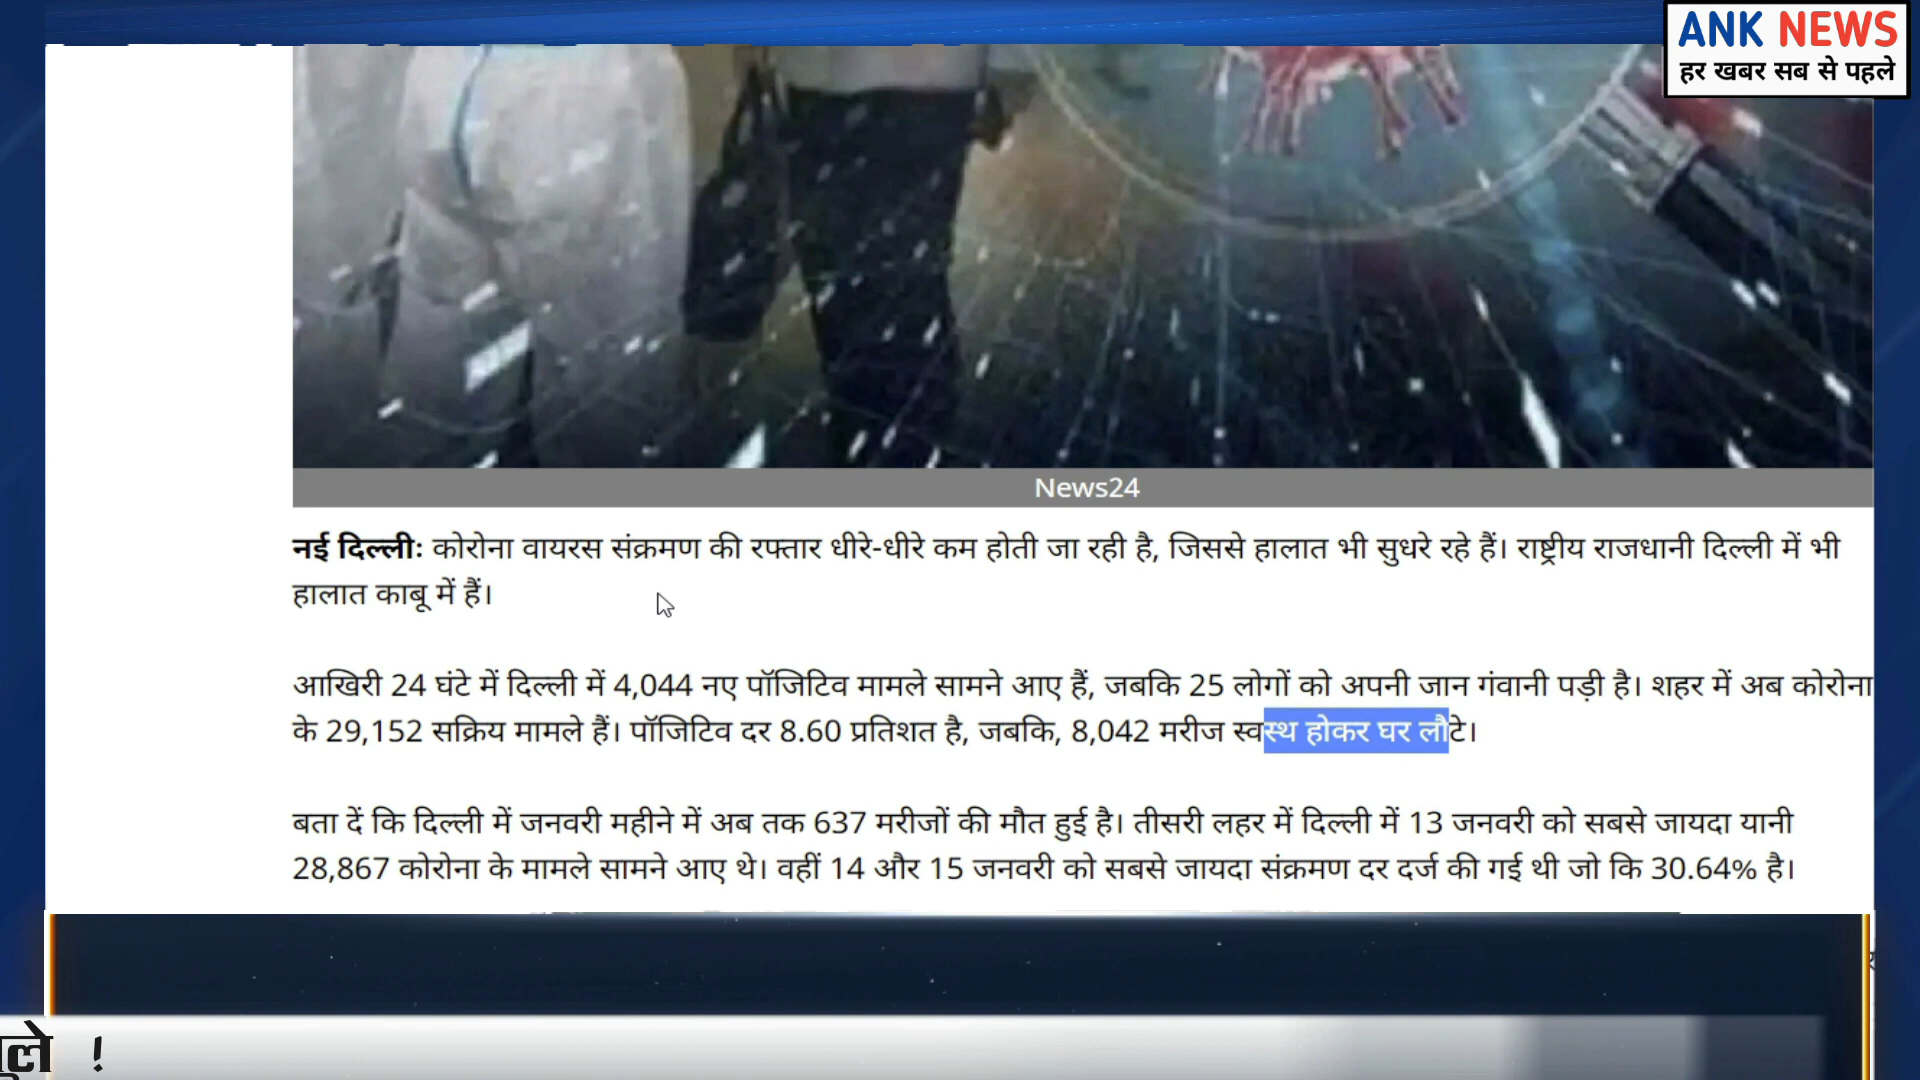 ANK NEWS
हर खबर सब से पहले
News24
नई दिल्लीः कोरोना वायरस संक्रमण की रफ्तार धीरे-धीरे कम होती जा रही है, जिससे हालात भी सुधरे रहे हैं। राष्ट्रीय राजधानी दिल्ली में भी
हालात काबू में हैं।
आखिरी 24 घंटे में दिल्ली में 4,044 नए पॉजिटिव मामले सामने आए हैं, जबकि 25 लोगों को अपनी जान गंवानी पड़ी है। शहर में अब कोरोना
के 29,152 सक्रिय मामले हैं। पॉजिटिव दर 8.60 प्रतिशत है, जबकि, 8,042 मरीज स्वस्थ होकर घर लौटे।
बता दें कि दिल्ली में जनवरी महीने में अब तक 637 मरीजों की मौत हुई है। तीसरी लहर में दिल्ली में 13 जनवरी को सबसे जायदा यानी
28,867 कोरोना के मामले सामने आए थे। वहीं 14 और 15 जनवरी को सबसे जायदा संक्रमण दर दर्ज की गई थी जो कि 30.64% है।